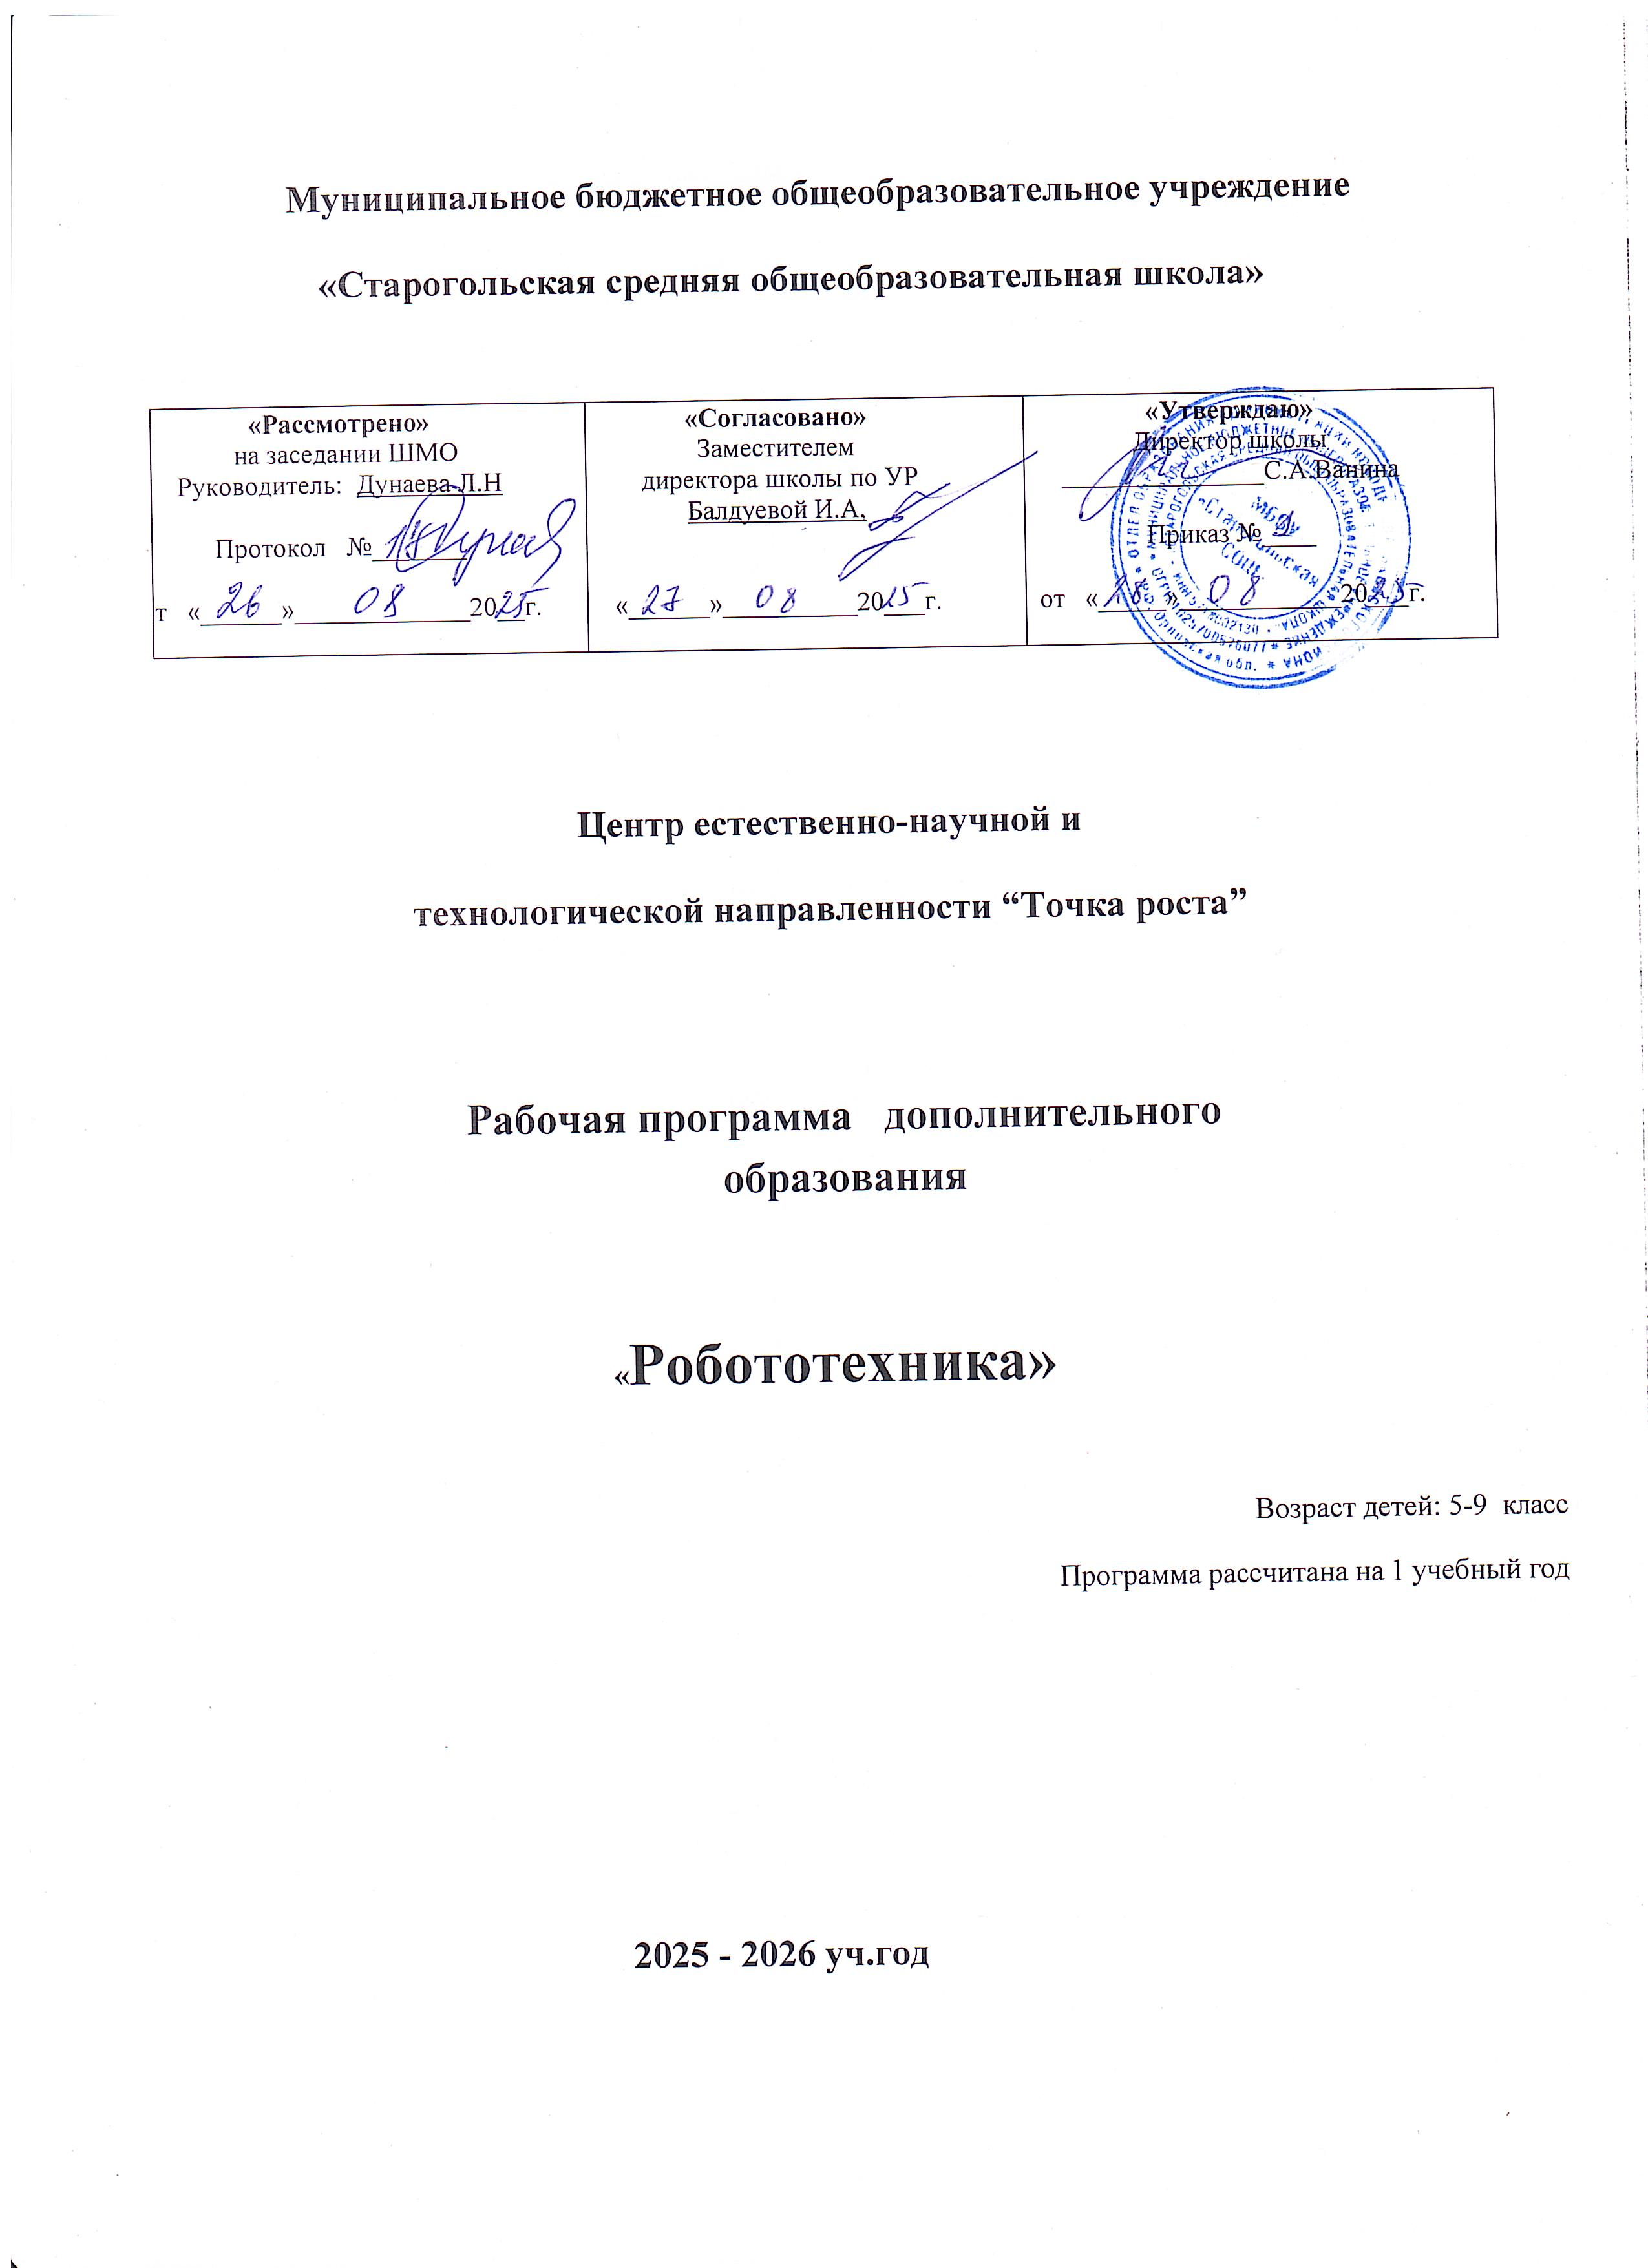 Муниципальное бюджетное общеобразовательное учреждение
«Старогольская средняя общеобразовательная школа»
«Рассмотрено»
на заседании ШМО
Руководитель: Дунаева Л.Н
Протокол №
т «26» 08 2025г.
«Согласовано»
Заместителем
директора школы по УР
Балдуевой И.А.
«27» 08 2025 г.
«Утверждаю»
Директор школы
С.А.Ванина
Приказ №
от «28» 08 2025г.
Центр естественно-научной и
технологической направленности “Точка роста”
Рабочая программа дополнительного
образования
«Робототехника»
Возраст детей: 5-9 класс
Программа рассчитана на 1 учебный год
2025 - 2026 уч.год